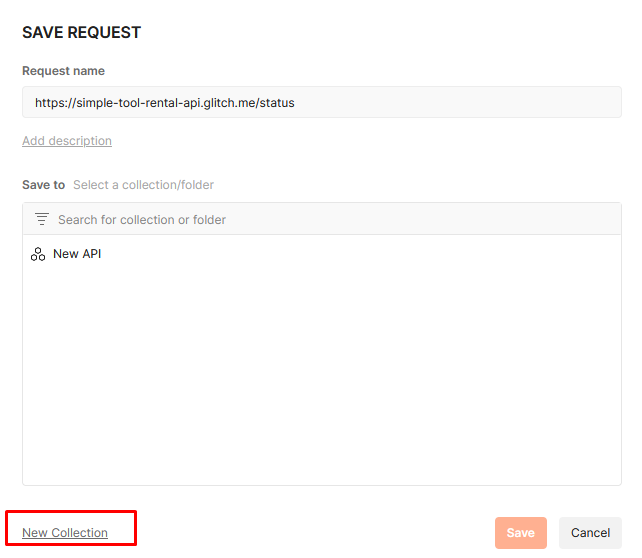 SAVE REQUEST
Request name
https://simple-tool-rental-api.glitch.me/status
Add description
Save to Select a collection/folder
Search for collection or folder
New API
New Collection Save Cancel